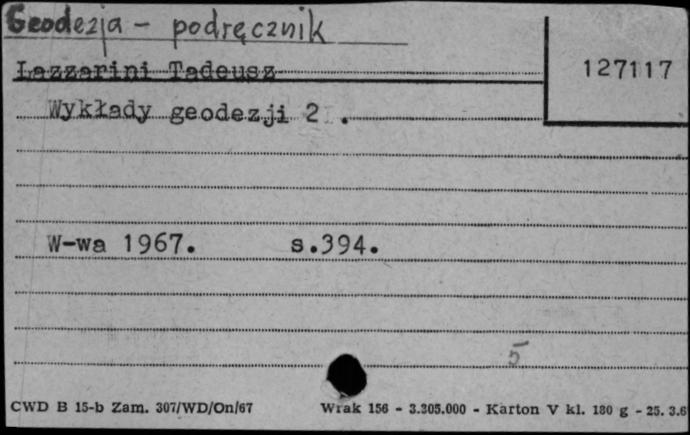 Geodezja - podręcznik
Lazzarini Tadeusz
127117
Wykłady geodezji 2 .
W-wa 1967. s.394.
5
CWD B 15-b Zam. 307/WD/On/67 Wrak 156 - 3.305.000 - Karton V kl. 180 g - 25. 3.6